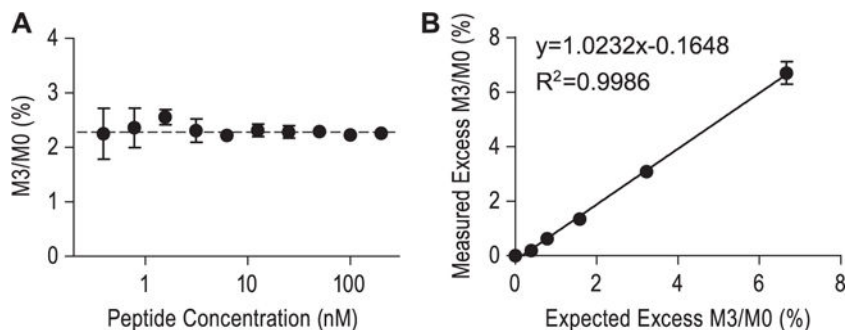 A
M3/M0 (%)
4
3
2
1
0
1 10 100
Peptide Concentration (nM)
B
y=1.0232x-0.1648
R²=0.9986
Measured Excess M3/M0 (%)
8
6
4
2
0
0 2 4 6 8
Expected Excess M3/M0 (%)